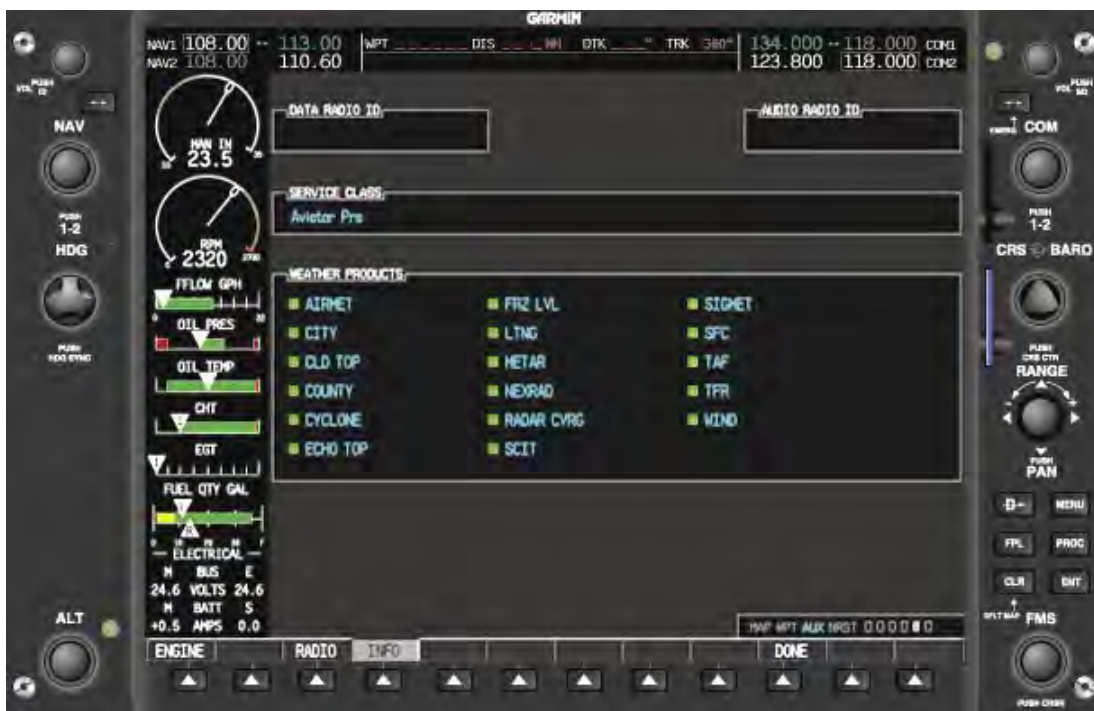 GARMIN
NAV1 108.00 ↔ 113.00 WPT _ _ _ _ _ _ DIS _ _ . _ NM DTK _ _ _ ° TRK 360° 134.000 ↔ 118.000 COM1
NAV2 108.00 110.60 123.800 118.000 COM2
VOL PUSH ID
NAV
PUSH
1-2
HDG
PUSH
HDG SYNC
ALT
MAN IN
23.5
RPM
2320
2700
FFLOW GPH
OIL PRES
OIL TEMP
CHT
EGT
FUEL QTY GAL
ELECTRICAL
M BUS E
24.6 VOLTS 24.6
M BATT S
+0.5 AMPS 0.0
DATA RADIO ID
AUDIO RADIO ID
SERVICE CLASS
Aviator Pro
WEATHER PRODUCTS
AIRMET FRZ LVL SIGMET
CITY LTNG SFC
CLD TOP METAR TAF
COUNTY NEXRAD TFR
CYCLONE RADAR CVRG WIND
ECHO TOP SCIT
MAP WPT AUX NRST
ENGINE RADIO INFO DONE
VOL PUSH SQ
EMERG
COM
PUSH
1-2
CRS BARO
PUSH
CRS CTR
RANGE
PUSH
PAN
D MENU
FPL PROC
CLR ENT
DFLT MAP
FMS
PUSH CRSR